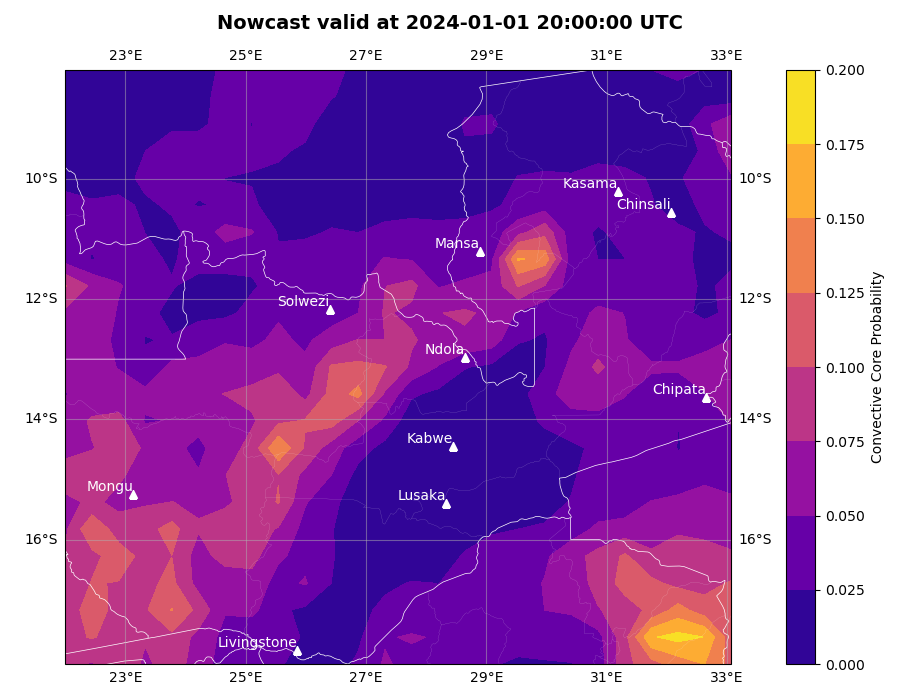 Nowcast valid at 2024-01-01 20:00:00 UTC
23°E 25°E 27°E 29°E 31°E 33°E
0.200
0.175
0.150
0.125
0.100
0.075
0.050
0.025
0.000
Convective Core Probability
10°S 10°S
12°S 12°S
14°S 14°S
16°S 16°S
Kasama
Chinsali
Mansa
Solwezi
Ndola
Chipata
Kabwe
Mongu
Lusaka
Livingstone
23°E 25°E 27°E 29°E 31°E 33°E